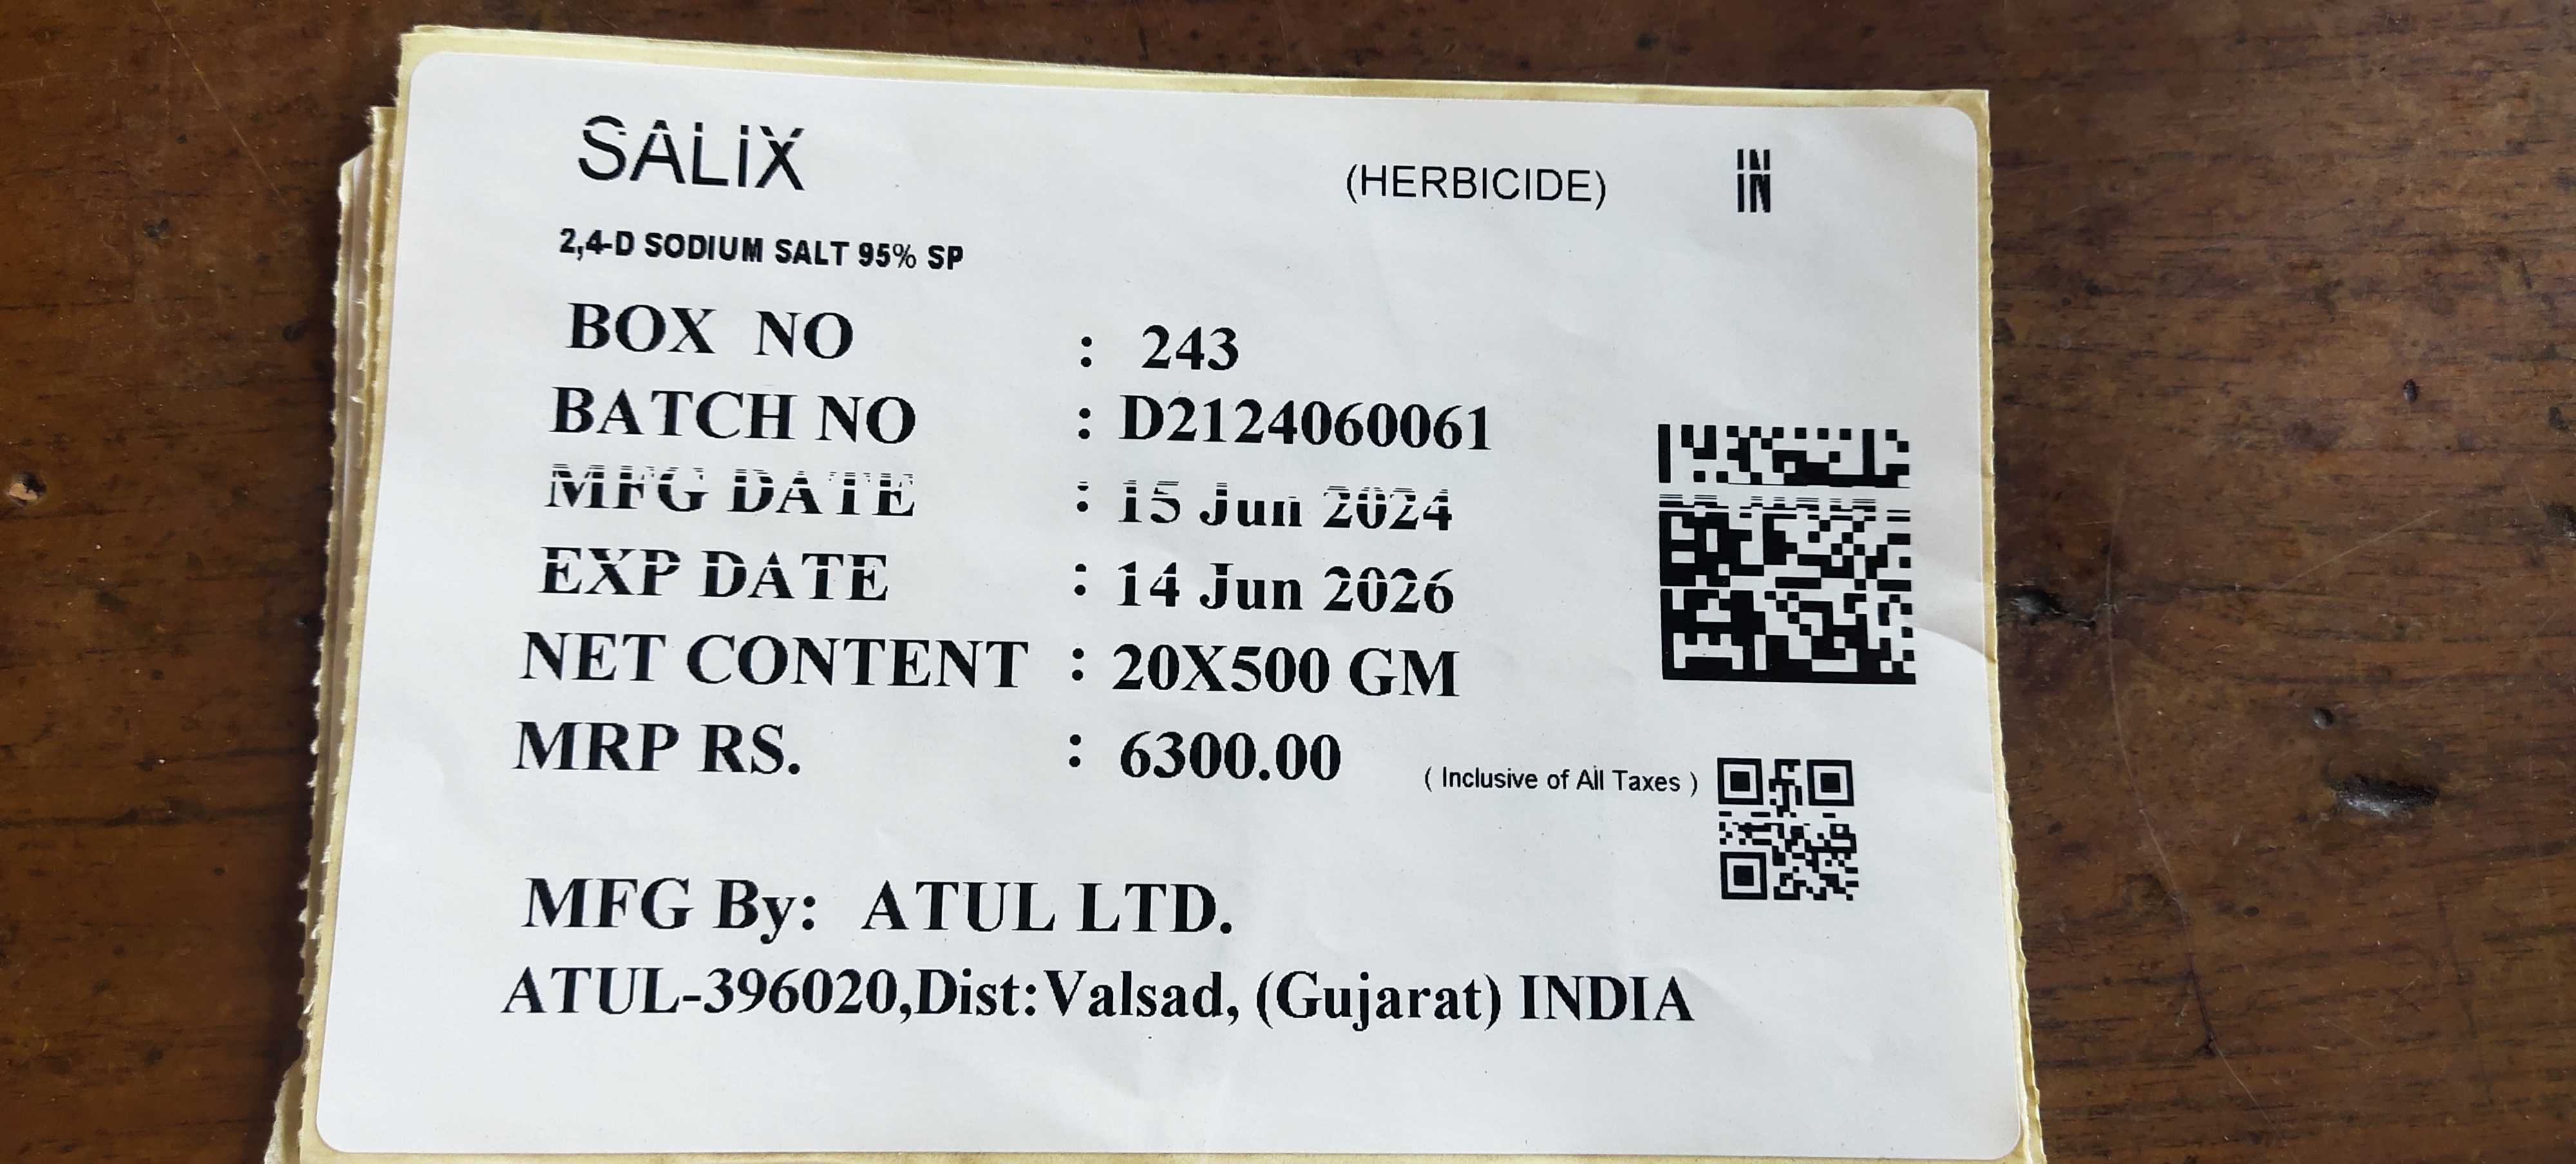 SALiX (HERBICIDE) IN
2,4-D SODIUM SALT 95% SP
BOX NO : 243
BATCH NO : D2124060061
MFG DATE : 15 Jun 2024
EXP DATE : 14 Jun 2026
NET CONTENT : 20X500 GM
MRP RS. : 6300.00 ( Inclusive of All Taxes )
MFG By: ATUL LTD.
ATUL-396020,Dist:Valsad, (Gujarat) INDIA